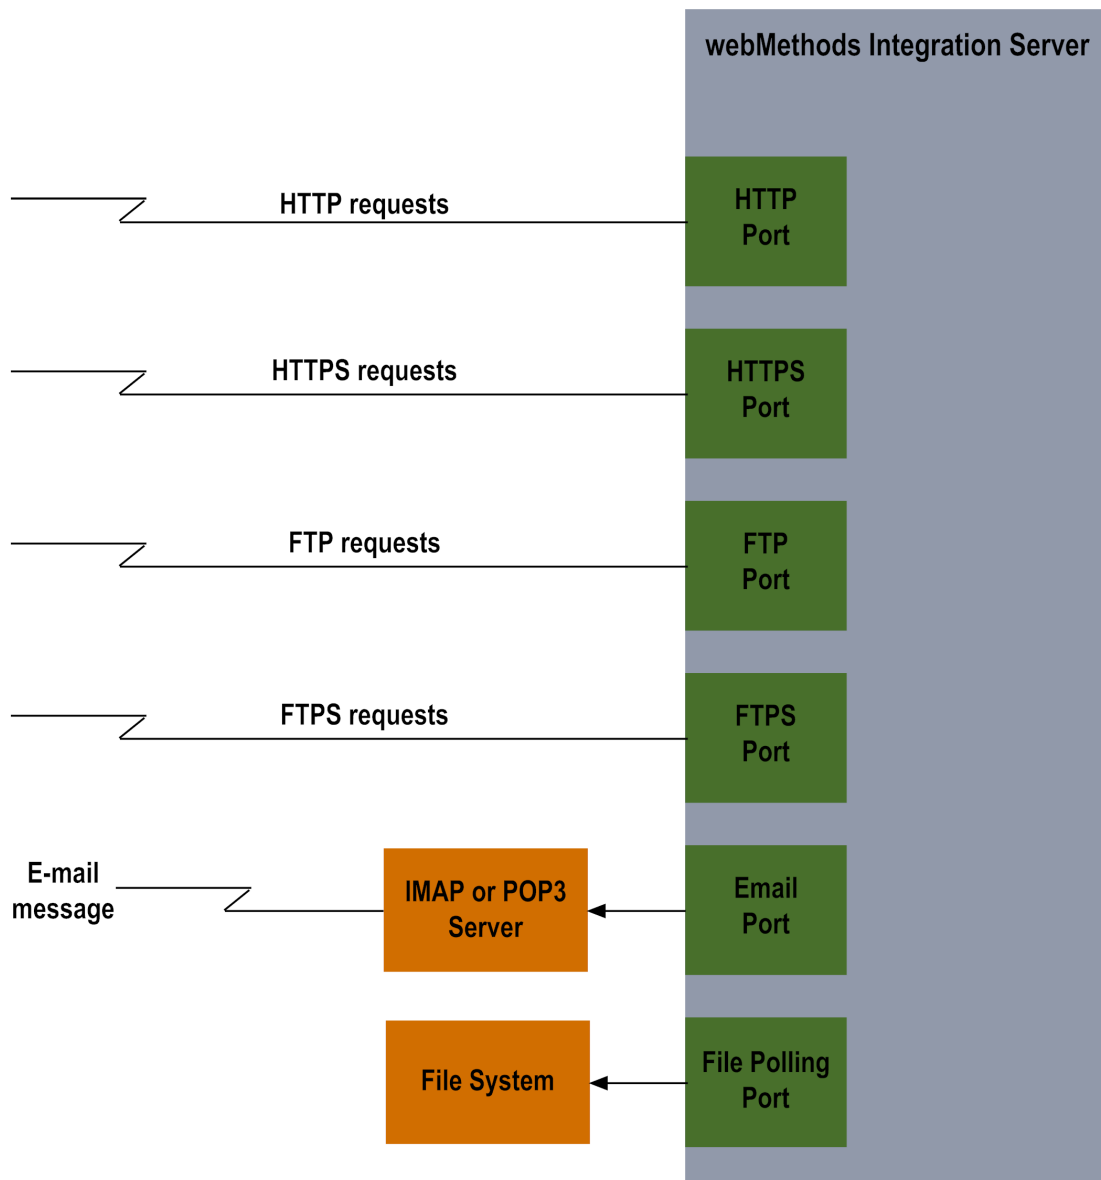 webMethods Integration Server
HTTP requests
HTTP
Port
HTTPS requests
HTTPS
Port
FTP requests
FTP
Port
FTPS requests
FTPS
Port
E-mail
message
IMAP or POP3
Server
Email
Port
File System
File Polling
Port